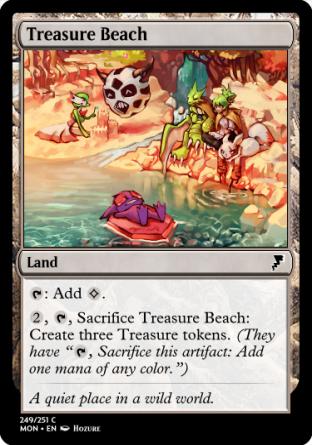 Treasure Beach
Land
: Add .
2, , Sacrifice Treasure Beach:
Create three Treasure tokens. (They
have “, Sacrifice this artifact: Add
one mana of any color.”)
A quiet place in a wild world.
249/251 C
MON • EN Hozure